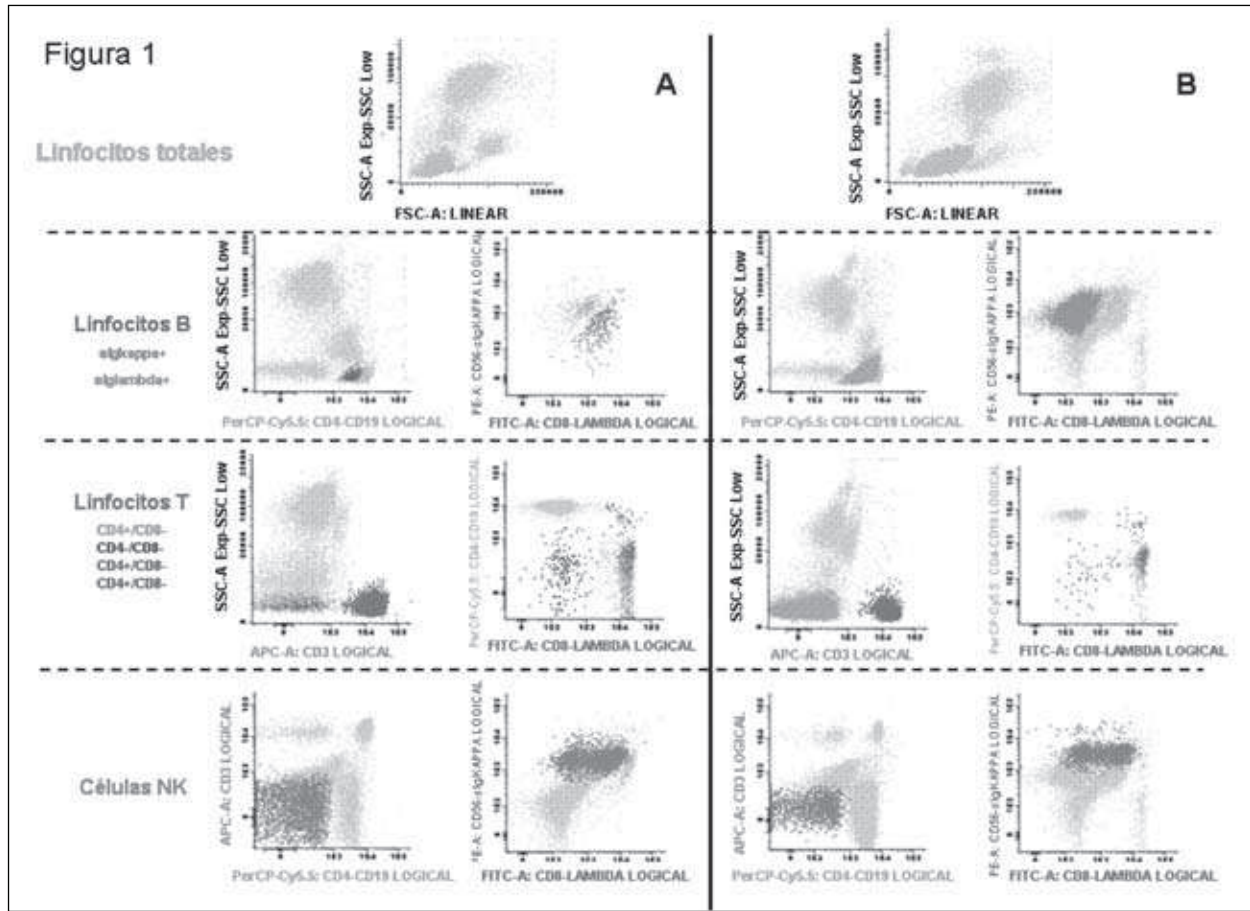 Figura 1
A
B
Linfocitos totales
SSC-A Exp-SSC Low
FSC-A: LINEAR
SSC-A Exp-SSC Low
FSC-A: LINEAR
Linfocitos B
sIgkappa+
sIglambda+
SSC-A Exp-SSC Low
PerCP-Cy5.5: CD4-CD19 LOGICAL
PE-A: CD56-sIgKAPPA LOGICAL
FITC-A: CD8-LAMBDA LOGICAL
SSC-A Exp-SSC Low
PerCP-Cy5.5: CD4-CD19 LOGICAL
PE-A: CD56-sIgKAPPA LOGICAL
FITC-A: CD8-LAMBDA LOGICAL
Linfocitos T
CD4+/CD8-
CD4-/CD8-
CD4+/CD8-
CD4+/CD8-
SSC-A Exp-SSC Low
APC-A: CD3 LOGICAL
PerCP-Cy5.5: CD4-CD19 LOGICAL
FITC-A: CD8-LAMBDA LOGICAL
SSC-A Exp-SSC Low
APC-A: CD3 LOGICAL
PerCP-Cy5.5: CD4-CD19 LOGICAL
FITC-A: CD8-LAMBDA LOGICAL
Células NK
APC-A: CD3 LOGICAL
PerCP-Cy5.5: CD4-CD19 LOGICAL
PE-A: CD56-sIgKAPPA LOGICAL
FITC-A: CD8-LAMBDA LOGICAL
APC-A: CD3 LOGICAL
PerCP-Cy5.5: CD4-CD19 LOGICAL
PE-A: CD56-sIgKAPPA LOGICAL
FITC-A: CD8-LAMBDA LOGICAL